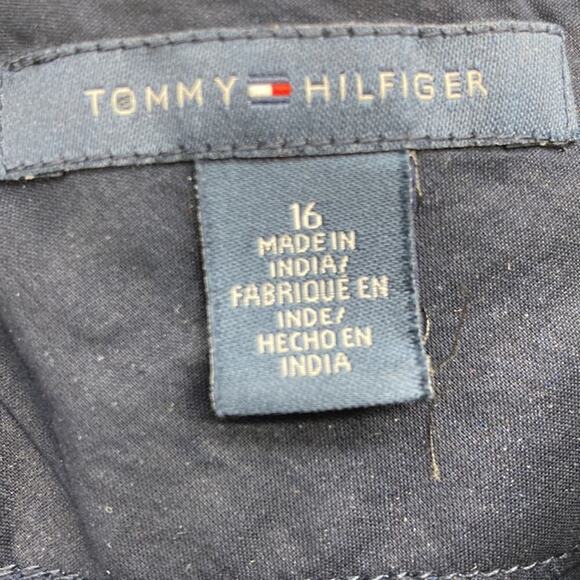 TOMMY HILFIGER
16
MADE IN
INDIA/
FABRIQUÉ EN
INDE/
HECHO EN
INDIA